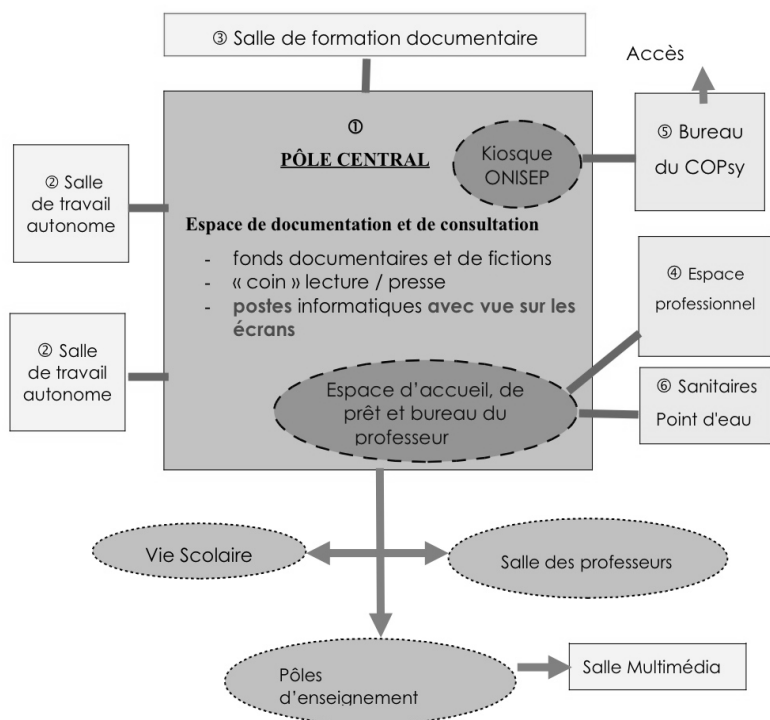 ③ Salle de formation documentaire
Accès
①
PÔLE CENTRAL
Kiosque
ONISEP
⑤ Bureau
du COPsy
② Salle
de travail
autonome
Espace de documentation et de consultation
- fonds documentaires et de fictions
- « coin » lecture / presse
- postes informatiques avec vue sur les
écrans
④ Espace
professionnel
② Salle
de travail
autonome
Espace d'accueil, de
prêt et bureau du
professeur
⑥ Sanitaires
Point d'eau
Vie Scolaire
Salle des professeurs
Pôles
d'enseignement
Salle Multimédia